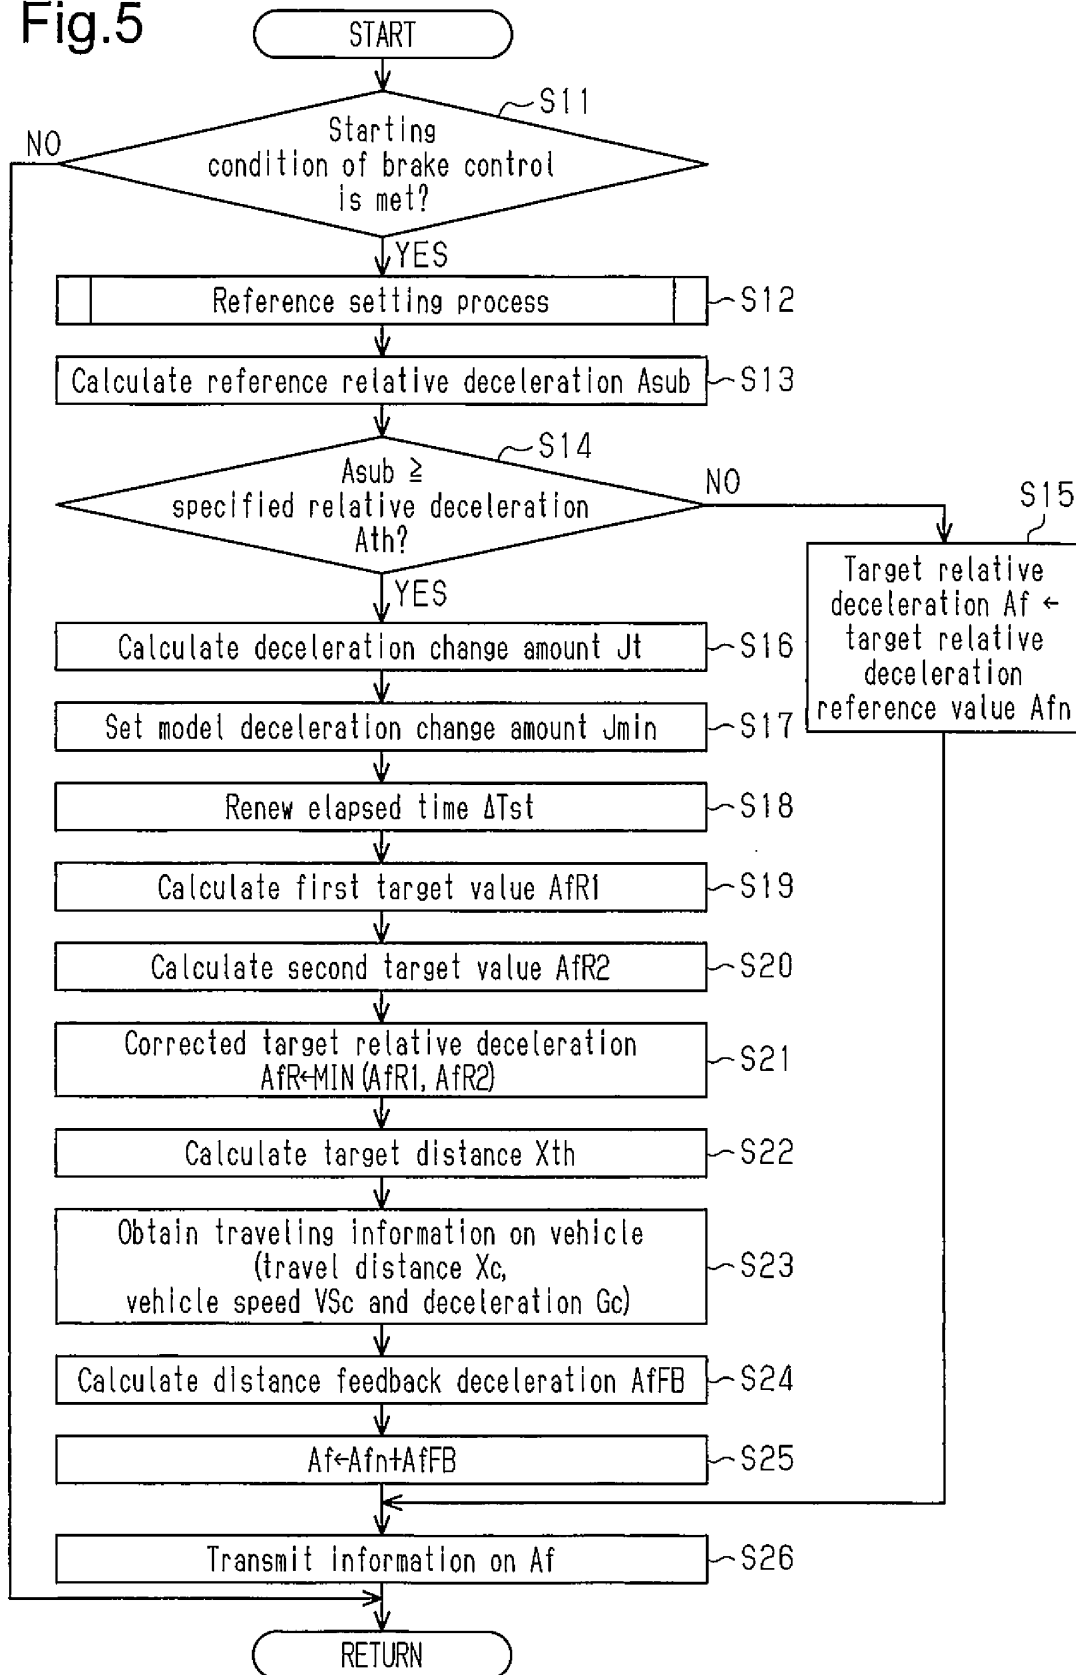 Fig.5
START
S11
Starting
condition of brake control
is met?
NO
YES
Reference setting process
S12
Calculate reference relative deceleration Asub
S13
S14
Asub ≧
specified relative deceleration
Ath?
NO
YES
S15
Target relative
deceleration Af ←
target relative
deceleration
reference value Afn
Calculate deceleration change amount Jt
S16
Set model deceleration change amount Jmin
S17
Renew elapsed time ΔTst
S18
Calculate first target value AfR1
S19
Calculate second target value AfR2
S20
Corrected target relative deceleration
AfR←MIN(AfR1, AfR2)
S21
Calculate target distance Xth
S22
Obtain traveling information on vehicle
(travel distance Xc,
vehicle speed VSc and deceleration Gc)
S23
Calculate distance feedback deceleration AfFB
S24
Af←Afn+AfFB
S25
Transmit information on Af
S26
RETURN